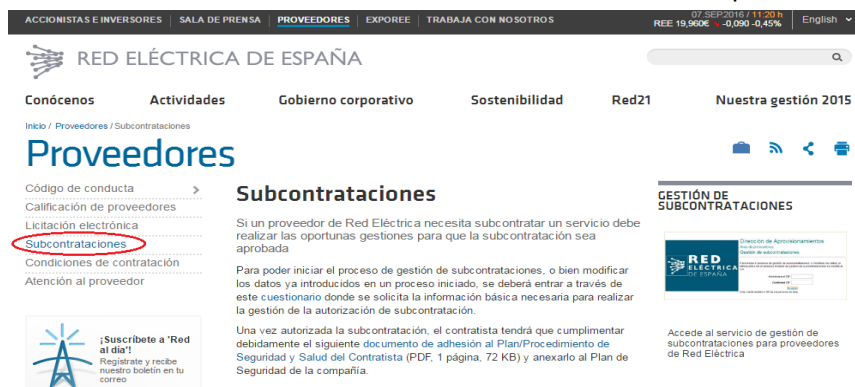 ACCIONISTAS E INVERSORES | SALA DE PRENSA | PROVEEDORES | EXPOREE | TRABAJA CON NOSOTROS
07.SEP.2016 / 11:20 h
REE 19,960€ -0,090 -0,45%
English
RED ELÉCTRICA DE ESPAÑA
Conócenos Actividades Gobierno corporativo Sostenibilidad Red21 Nuestra gestión 2015
Inicio / Proveedores / Subcontrataciones
Proveedores
Código de conducta
Calificación de proveedores
Licitación electrónica
Subcontrataciones
Condiciones de contratación
Atención al proveedor
¡Suscríbete a 'Red
al día'!
Regístrate y recibe
nuestro boletín en tu
correo
Subcontrataciones
Si un proveedor de Red Eléctrica necesita subcontratar un servicio debe
realizar las oportunas gestiones para que la subcontratación sea
aprobada
Para poder iniciar el proceso de gestión de subcontrataciones, o bien modificar
los datos ya introducidos en un proceso iniciado, se deberá entrar a través de
este cuestionario donde se solicita la información básica necesaria para realizar
la gestión de la autorización de subcontratación.
Una vez autorizada la subcontratación, el contratista tendrá que cumplimentar
debidamente el siguiente documento de adhesión al Plan/Procedimiento de
Seguridad y Salud del Contratista (PDF, 1 página, 72 KB) y anexarlo al Plan de
Seguridad de la compañía.
GESTIÓN DE
SUBCONTRATACIONES
RED
ELÉCTRICA
DE ESPAÑA
Dirección de Aprovisionamientos
Gestión de subcontrataciones
Accede al servicio de gestión de
subcontrataciones para proveedores
de Red Eléctrica